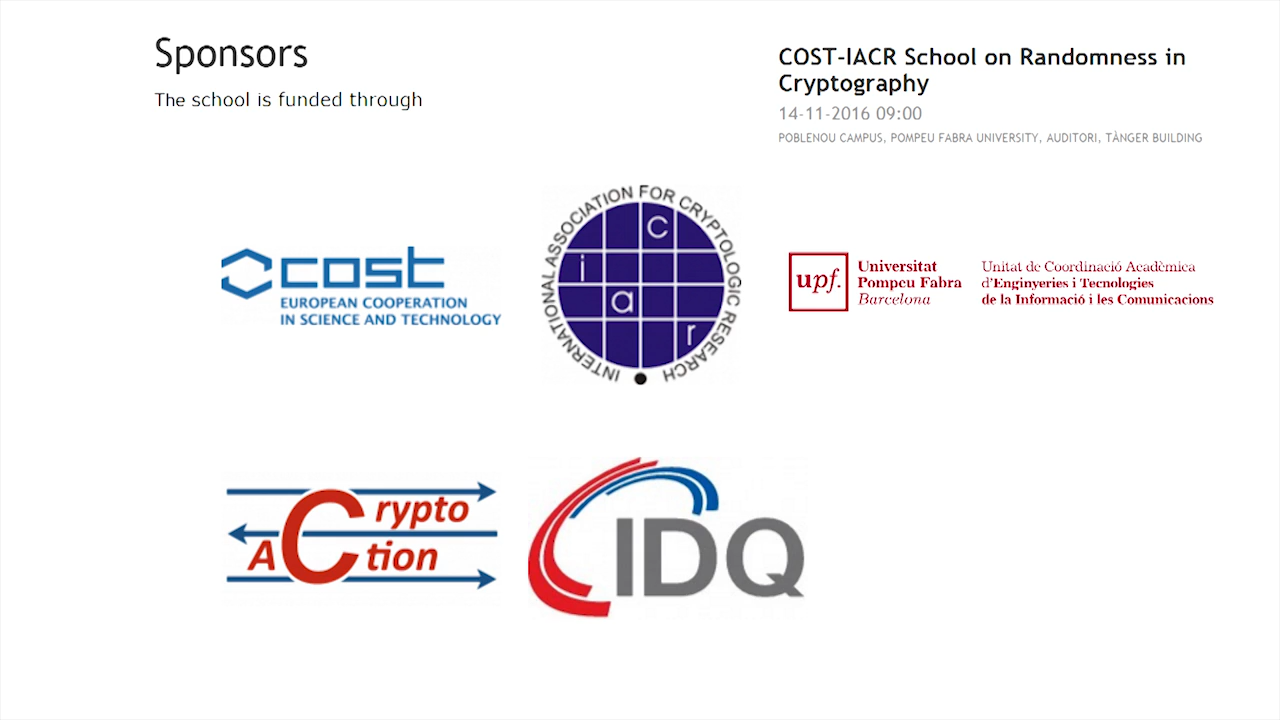 Sponsors
The school is funded through
COST-IACR School on Randomness in
Cryptography
14-11-2016 09:00
POBLENOU CAMPUS, POMPEU FABRA UNIVERSITY, AUDITORI, TÀNGER BUILDING
cost
EUROPEAN COOPERATION
IN SCIENCE AND TECHNOLOGY
INTERNATIONAL ASSOCIATION FOR CRYPTOLOGIC RESEARCH
c
i
a
r
upf.
Universitat
Pompeu Fabra
Barcelona
Unitat de Coordinació Acadèmica
d'Enginyeries i Tecnologies
de la Informació i les Comunicacions
Crypto
ACtion
IDQ